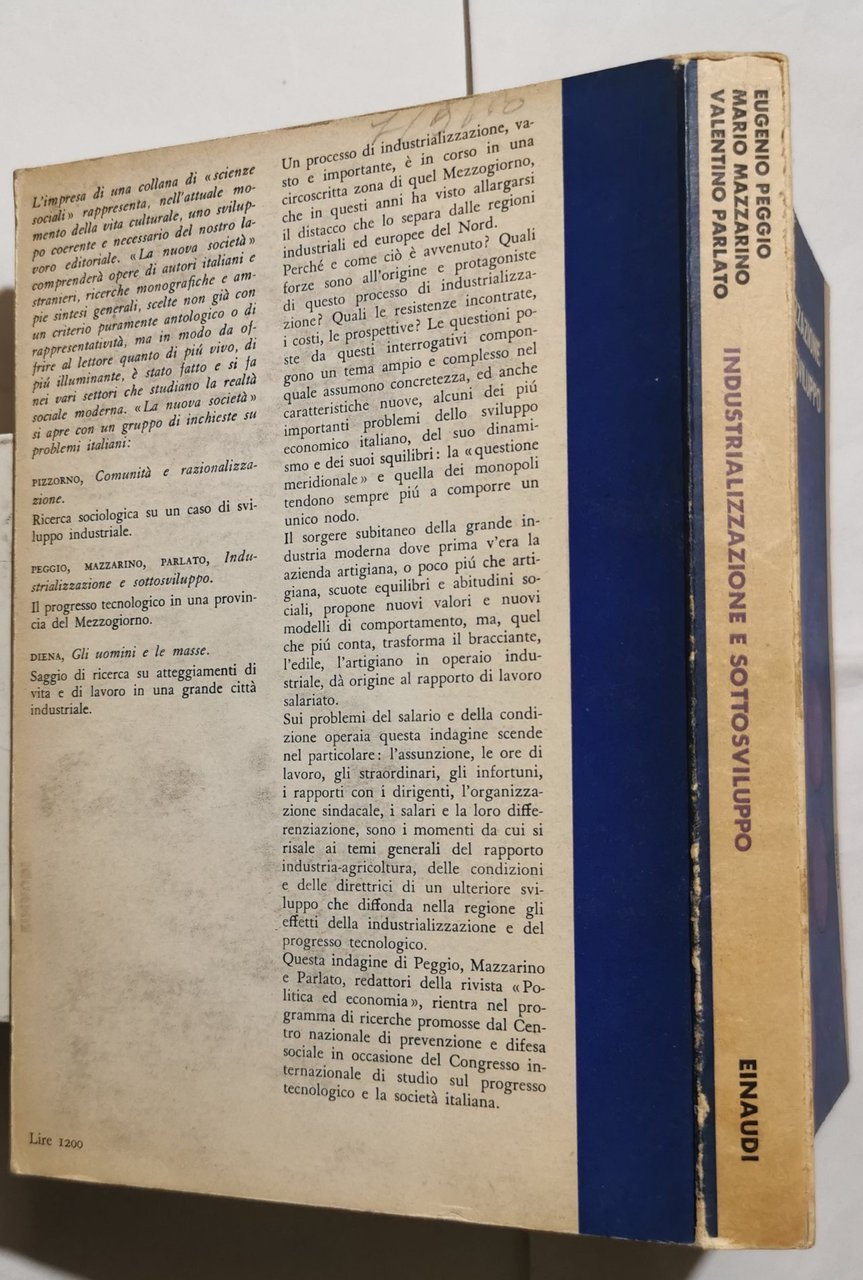 L'impresa di una collana di «scienze
sociali» rappresenta, nell'attuale mo-
mento della vita culturale, uno svilup-
po coerente e necessario del nostro la-
voro editoriale. «La nuova società»
comprenderà opere di autori italiani e
stranieri, ricerche monografiche e am-
pie sintesi generali, scelte non già con
un criterio puramente antologico o di
rappresentatività, ma in modo da of-
frire al lettore quanto di piú vivo, di
piú illuminante, è stato fatto e si fa
nei vari settori che studiano la realtà
sociale moderna. «La nuova società»
si apre con un gruppo di inchieste su
problemi italiani:
PIZZORNO, Comunità e razionalizza-
zione.
Ricerca sociologica su un caso di svi-
luppo industriale.
PEGGIO, MAZZARINO, PARLATO, Indu-
strializzazione e sottosviluppo.
Il progresso tecnologico in una provin-
cia del Mezzogiorno.
DIENA, Gli uomini e le masse.
Saggio di ricerca su atteggiamenti di
vita e di lavoro in una grande città
industriale.
Lire 1200
Un processo di industrializzazione, va-
sto e importante, è in corso in una
circoscritta zona di quel Mezzogiorno,
che in questi anni ha visto allargarsi
il distacco che lo separa dalle regioni
industriali ed europee del Nord.
Perché e come ciò è avvenuto? Quali
forze sono all'origine e protagoniste
di questo processo di industrializza-
zione? Quali le resistenze incontrate,
i costi, le prospettive? Le questioni po-
ste da questi interrogativi compon-
gono un tema ampio e complesso nel
quale assumono concretezza, ed anche
caratteristiche nuove, alcuni dei piú
importanti problemi dello sviluppo
economico italiano, del suo dinami-
smo e dei suoi squilibri: la «questione
meridionale» e quella dei monopoli
tendono sempre piú a comporre un
unico nodo.
Il sorgere subitaneo della grande in-
dustria moderna dove prima v'era la
azienda artigiana, o poco piú che arti-
giana, scuote equilibri e abitudini so-
ciali, propone nuovi valori e nuovi
modelli di comportamento, ma, quel
che piú conta, trasforma il bracciante,
l'edile, l'artigiano in operaio indu-
striale, dà origine al rapporto di lavoro
salariato.
Sui problemi del salario e della condi-
zione operaia questa indagine scende
nel particolare: l'assunzione, le ore di
lavoro, gli straordinari, gli infortuni,
i rapporti con i dirigenti, l'organizza-
zione sindacale, i salari e la loro diffe-
renziazione, sono i momenti da cui si
risale ai temi generali del rapporto
industria-agricoltura, delle condizioni
e delle direttrici di un ulteriore svi-
luppo che diffonda nella regione gli
effetti della industrializzazione e del
progresso tecnologico.
Questa indagine di Peggio, Mazzarino
e Parlato, redattori della rivista «Po-
litica ed economia», rientra nel pro-
gramma di ricerche promosse dal Cen-
tro nazionale di prevenzione e difesa
sociale in occasione del Congresso in-
ternazionale di studio sul progresso
tecnologico e la società italiana.
EUGENIO PEGGIO
MARIO MAZZARINO
VALENTINO PARLATO
INDUSTRIALIZZAZIONE E SOTTOSVILUPPO
EINAUDI